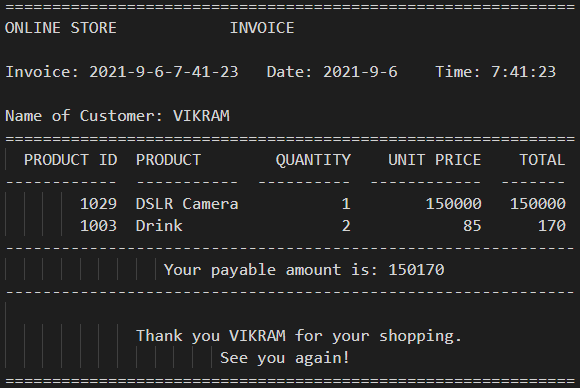 =============================================================
ONLINE STORE            INVOICE
Invoice: 2021-9-6-7-41-23   Date: 2021-9-6    Time: 7:41:23
Name of Customer: VIKRAM
=============================================================
  PRODUCT ID  PRODUCT        QUANTITY    UNIT PRICE    TOTAL
------------  -----------  ----------  ------------  -------
        1029  DSLR Camera           1        150000   150000
        1003  Drink                 2            85      170
-------------------------------------------------------------
                 Your payable amount is: 150170
-------------------------------------------------------------
              Thank you VIKRAM for your shopping.
                       See you again!
=============================================================